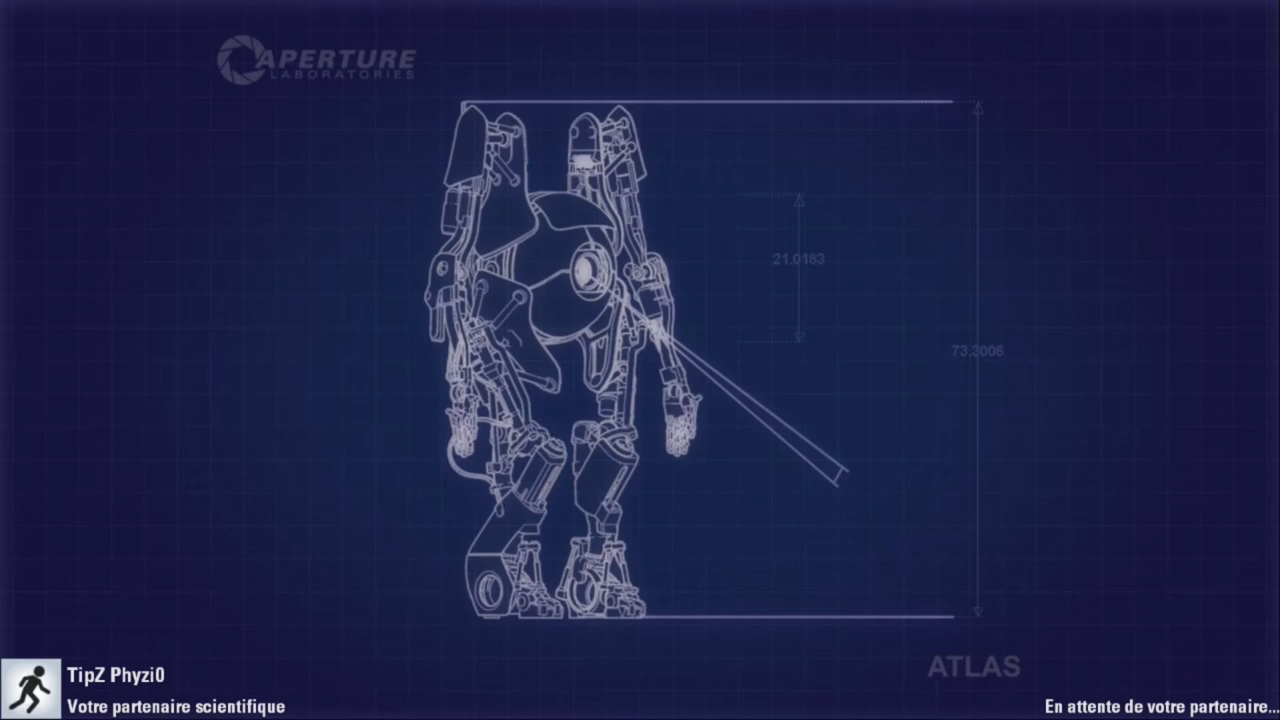 APERTURE
LABORATORIES
21.0183
73.3006
ATLAS
TipZ Phyzi0
Votre partenaire scientifique
En attente de votre partenaire...